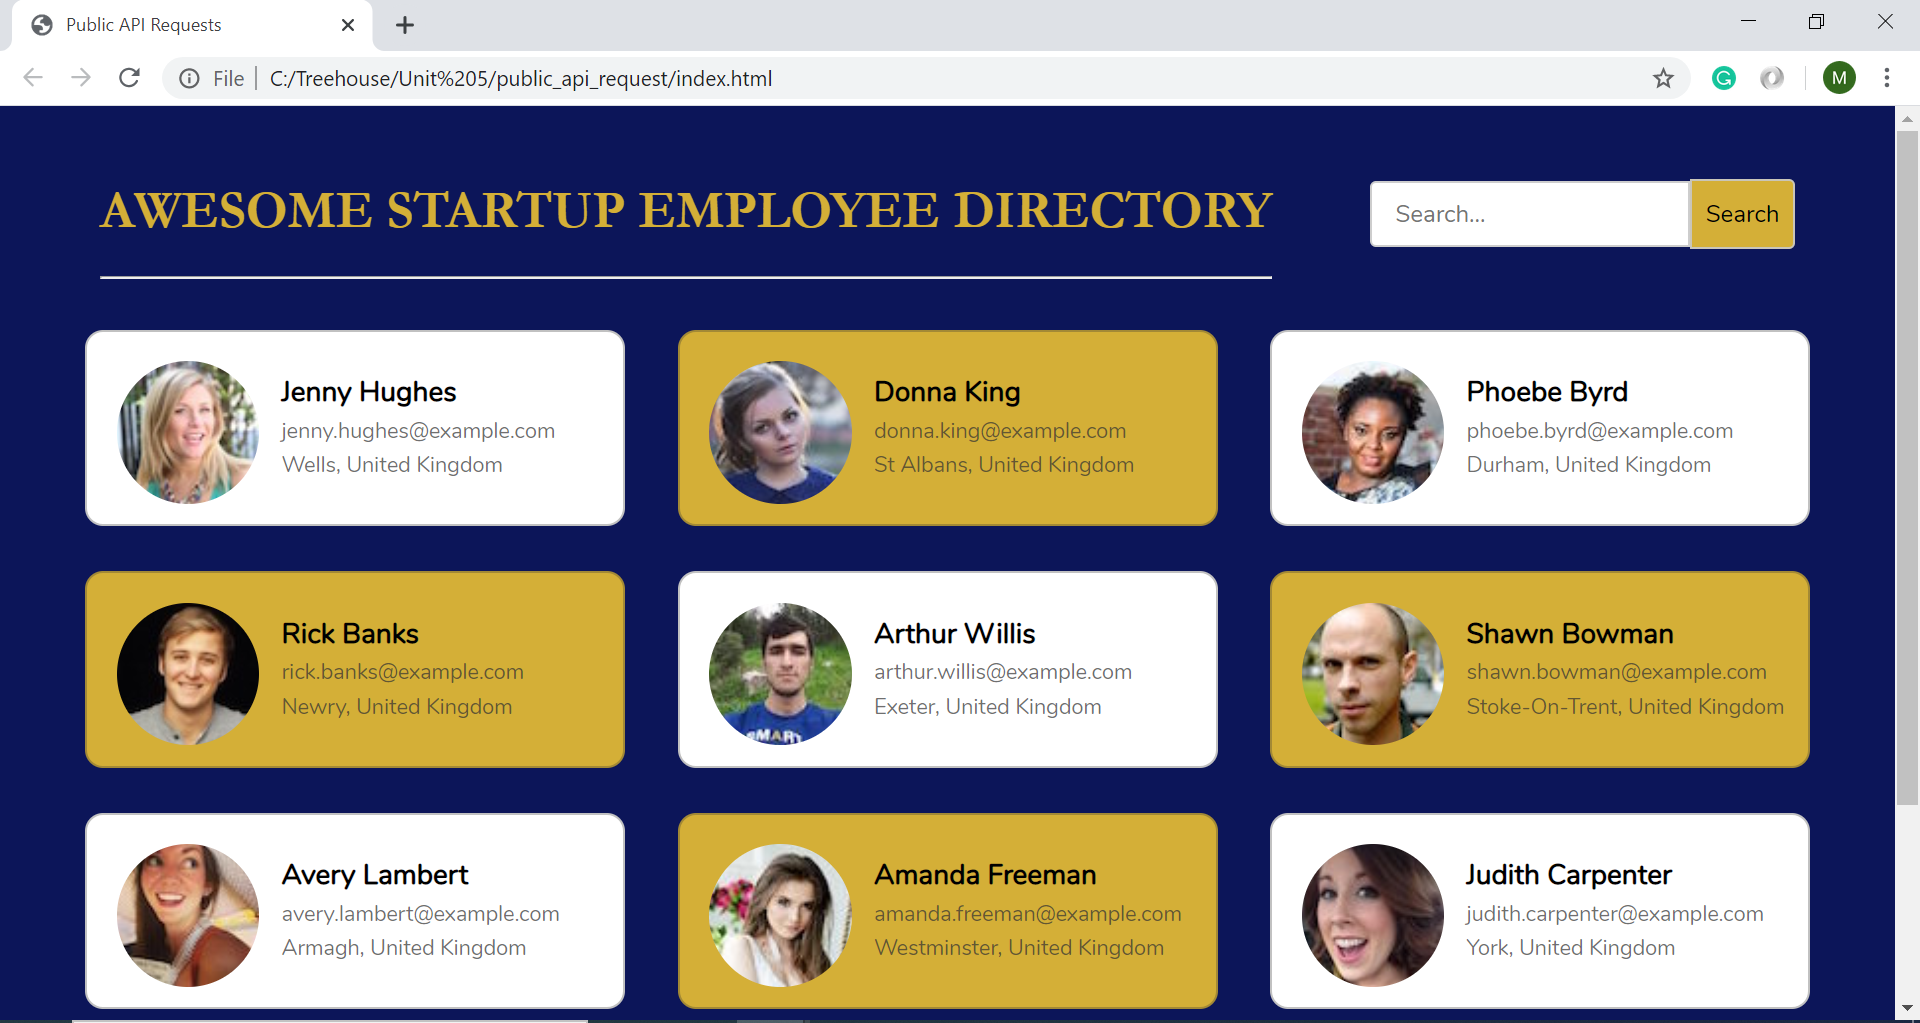 Public API Requests
File
C:/Treehouse/Unit%205/public_api_request/index.html
M
AWESOME STARTUP EMPLOYEE DIRECTORY
Search...
Search
Jenny Hughes
jenny.hughes@example.com
Wells, United Kingdom
Donna King
donna.king@example.com
St Albans, United Kingdom
Phoebe Byrd
phoebe.byrd@example.com
Durham, United Kingdom
Rick Banks
rick.banks@example.com
Newry, United Kingdom
Arthur Willis
arthur.willis@example.com
Exeter, United Kingdom
SMART
Shawn Bowman
shawn.bowman@example.com
Stoke-On-Trent, United Kingdom
Avery Lambert
avery.lambert@example.com
Armagh, United Kingdom
Amanda Freeman
amanda.freeman@example.com
Westminster, United Kingdom
Judith Carpenter
judith.carpenter@example.com
York, United Kingdom